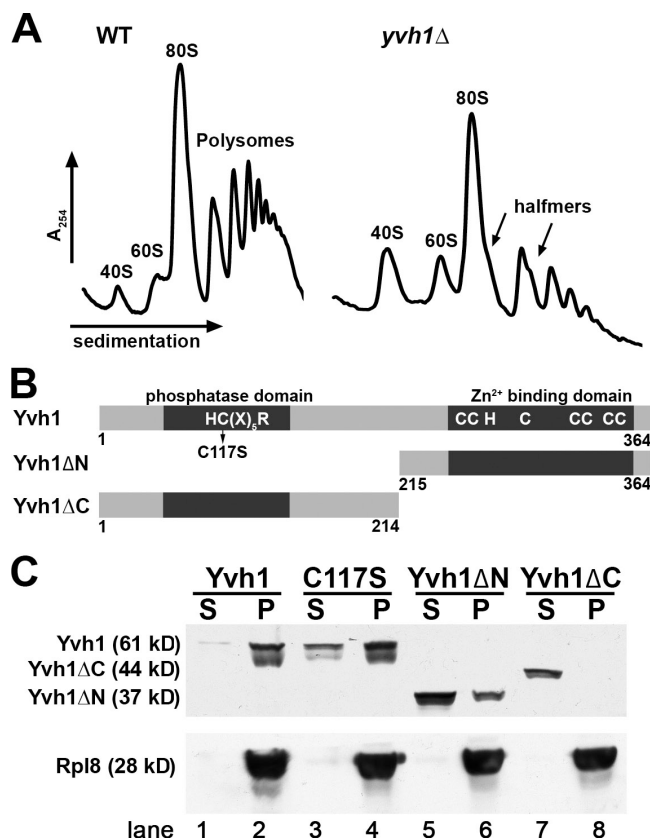 A
WT
yvh1Δ
80S
80S
Polysomes
halfmers
A254
40S
60S
40S
60S
sedimentation
B
phosphatase domain
Zn2+ binding domain
Yvh1
HC(X)5R
CC H C CC CC
1
364
C117S
Yvh1ΔN
215
364
Yvh1ΔC
1
214
C
Yvh1 C117S Yvh1ΔN Yvh1ΔC
S P S P S P S P
Yvh1 (61 kD)
Yvh1ΔC (44 kD)
Yvh1ΔN (37 kD)
Rpl8 (28 kD)
lane 1 2 3 4 5 6 7 8